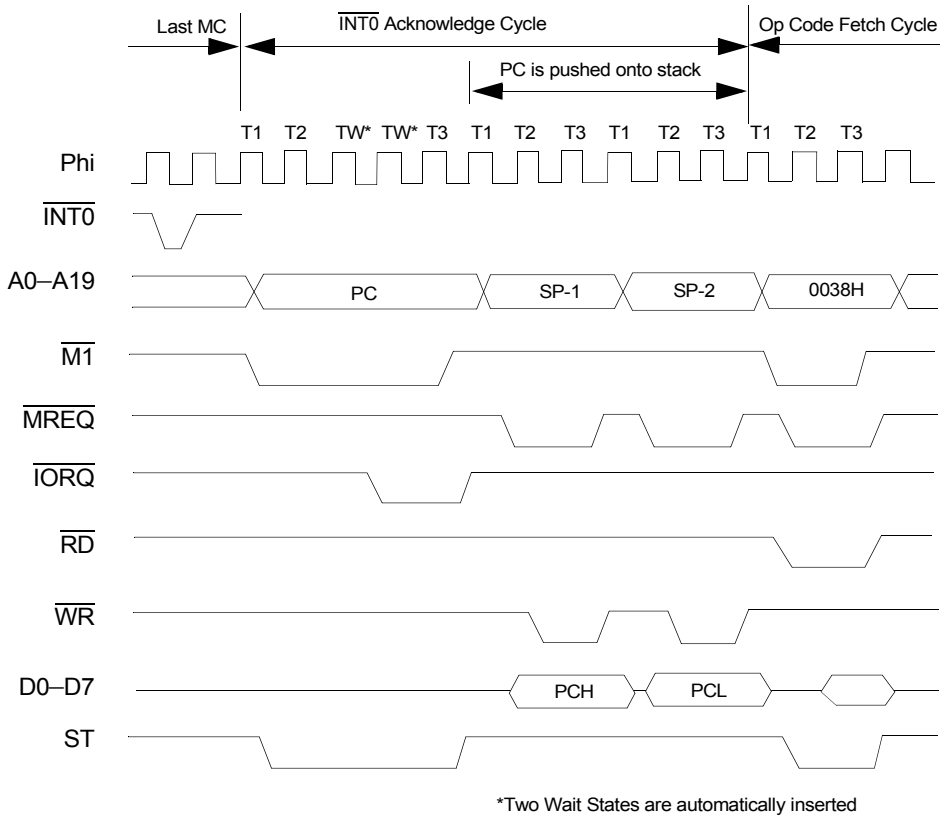 Last MC
INT0 Acknowledge Cycle
Op Code Fetch Cycle
PC is pushed onto stack
T1 T2 TW* TW* T3 T1 T2 T3 T1 T2 T3 T1 T2 T3
Phi
INT0
A0–A19 PC SP-1 SP-2 0038H
M1
MREQ
IORQ
RD
WR
D0–D7 PCH PCL
ST
*Two Wait States are automatically inserted